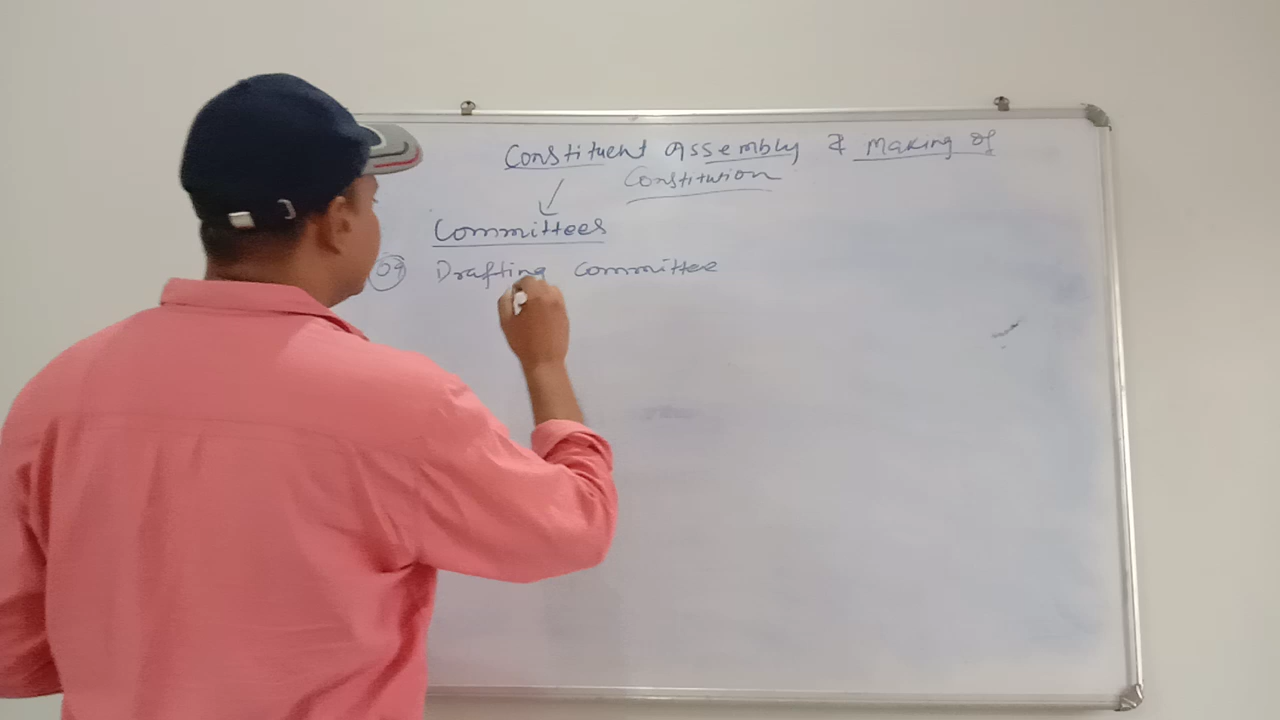 Constituent Assembly & Making of
Constitution
Committees
Drafting Committee